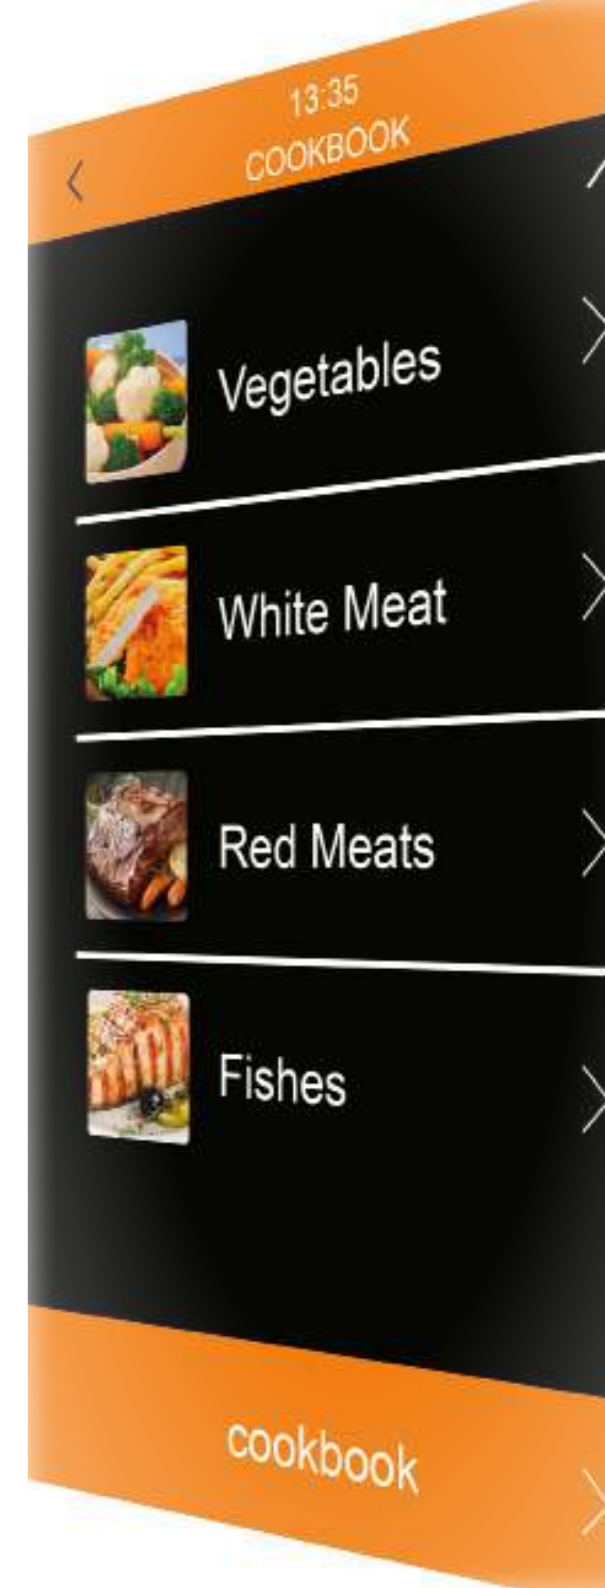 13:35
COOKBOOK
Vegetables
White Meat
Red Meats
Fishes
cookbook